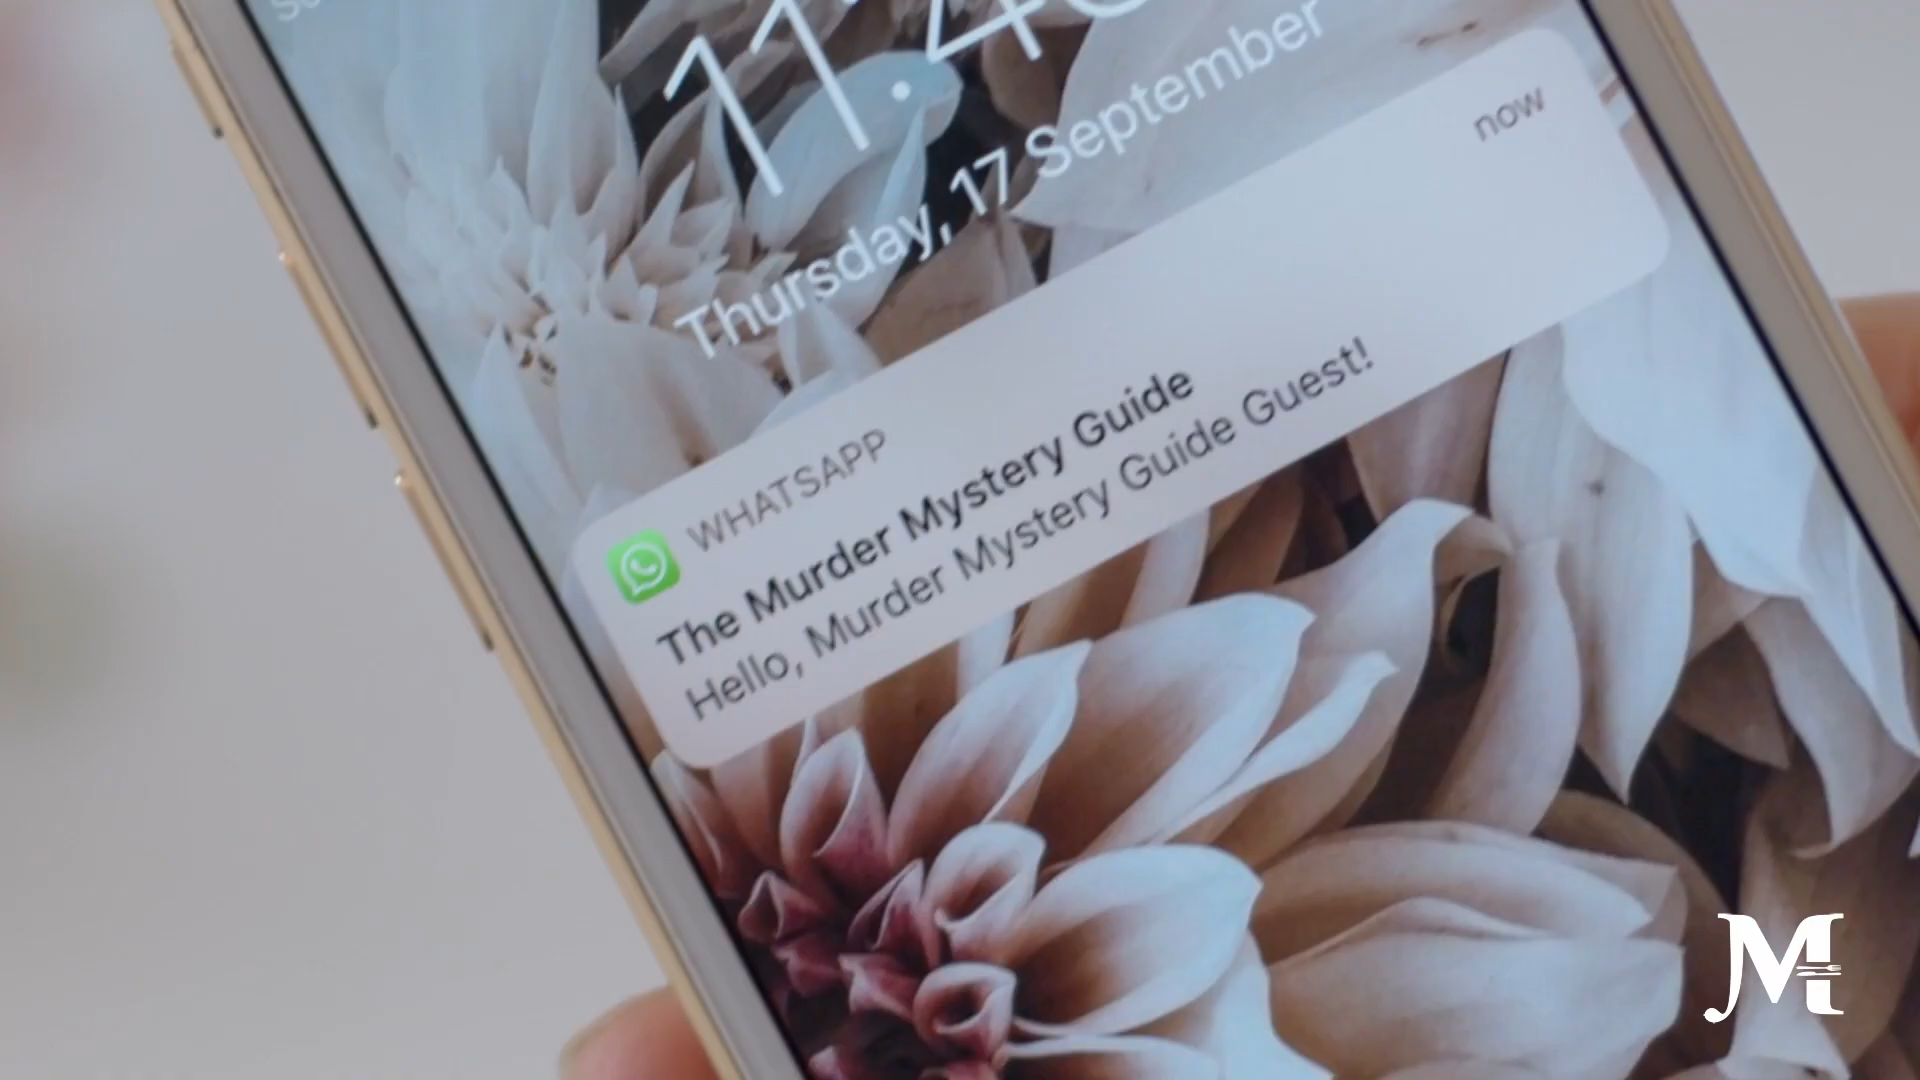 Thursday, 17 September
now
WHATSAPP
The Murder Mystery Guide
Hello, Murder Mystery Guide Guest!
M